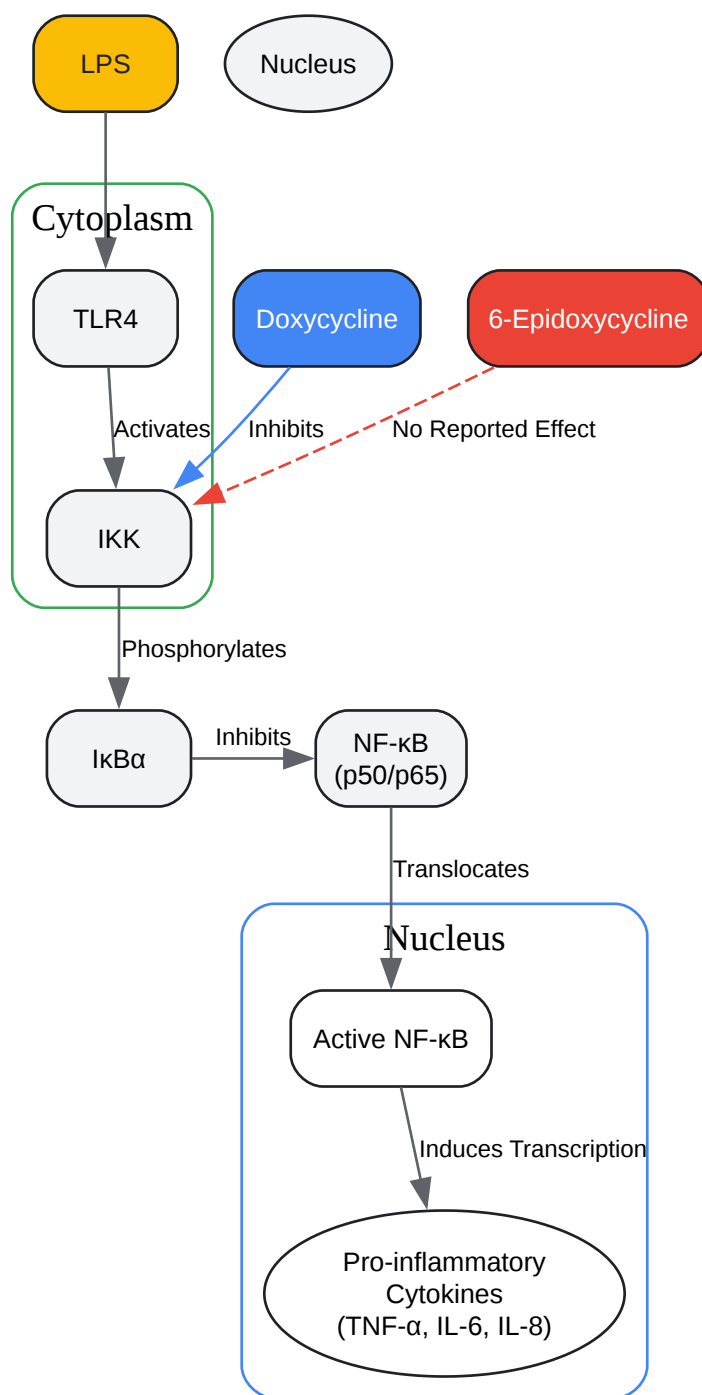 LPS
Nucleus
Cytoplasm
TLR4
Doxycycline
6-Epidoxycycline
Activates
Inhibits
No Reported Effect
IKK
Phosphorylates
IκBα
Inhibits
NF-κB
(p50/p65)
Translocates
Nucleus
Active NF-κB
Induces Transcription
Pro-inflammatory
Cytokines
(TNF-α, IL-6, IL-8)